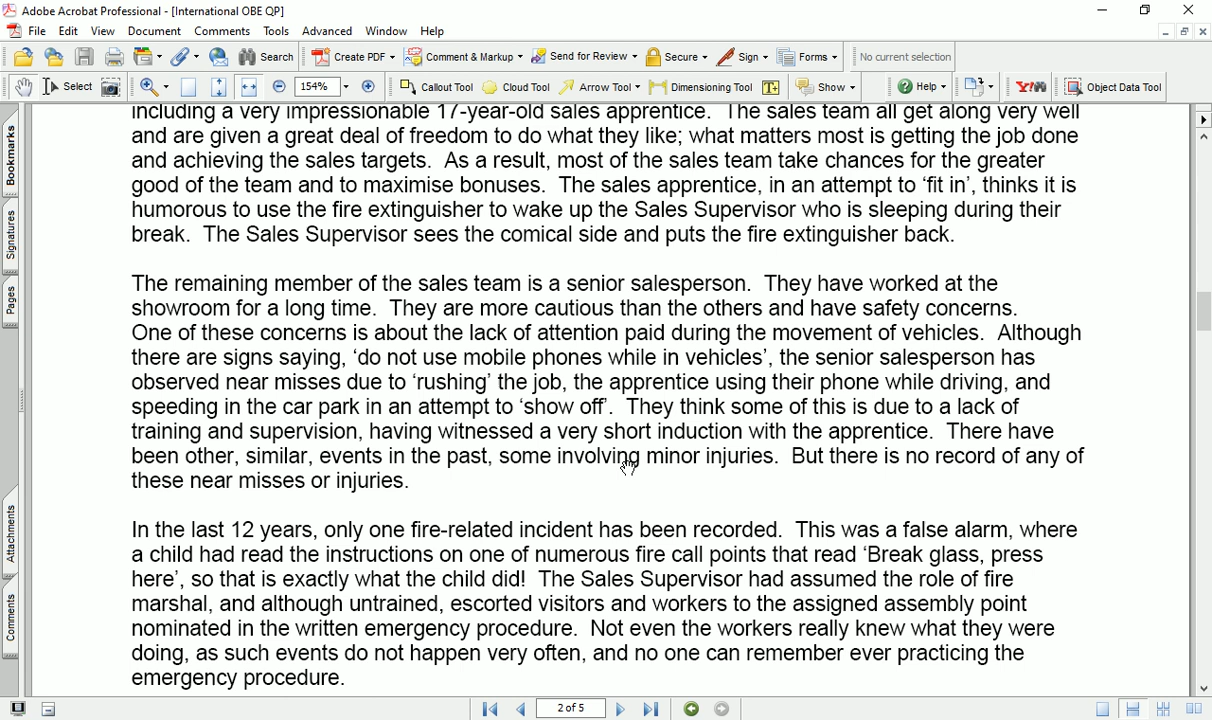 Adobe Acrobat Professional - [International OBE QP]
File Edit View Document Comments Tools Advanced Window Help
Search Create PDF Comment & Markup Send for Review Secure Sign Forms No current selection
Select 154% Callout Tool Cloud Tool Arrow Tool Dimensioning Tool T Show Help Y! Object Data Tool
Bookmarks
Signatures
Pages
Attachments
Comments
including a very impressionable 17-year-old sales apprentice. The sales team all get along very well
and are given a great deal of freedom to do what they like; what matters most is getting the job done
and achieving the sales targets. As a result, most of the sales team take chances for the greater
good of the team and to maximise bonuses. The sales apprentice, in an attempt to ‘fit in’, thinks it is
humorous to use the fire extinguisher to wake up the Sales Supervisor who is sleeping during their
break. The Sales Supervisor sees the comical side and puts the fire extinguisher back.
The remaining member of the sales team is a senior salesperson. They have worked at the
showroom for a long time. They are more cautious than the others and have safety concerns.
One of these concerns is about the lack of attention paid during the movement of vehicles. Although
there are signs saying, ‘do not use mobile phones while in vehicles’, the senior salesperson has
observed near misses due to ‘rushing’ the job, the apprentice using their phone while driving, and
speeding in the car park in an attempt to ‘show off’. They think some of this is due to a lack of
training and supervision, having witnessed a very short induction with the apprentice. There have
been other, similar, events in the past, some involving minor injuries. But there is no record of any of
these near misses or injuries.
In the last 12 years, only one fire-related incident has been recorded. This was a false alarm, where
a child had read the instructions on one of numerous fire call points that read ‘Break glass, press
here’, so that is exactly what the child did! The Sales Supervisor had assumed the role of fire
marshal, and although untrained, escorted visitors and workers to the assigned assembly point
nominated in the written emergency procedure. Not even the workers really knew what they were
doing, as such events do not happen very often, and no one can remember ever practicing the
emergency procedure.
2 of 5